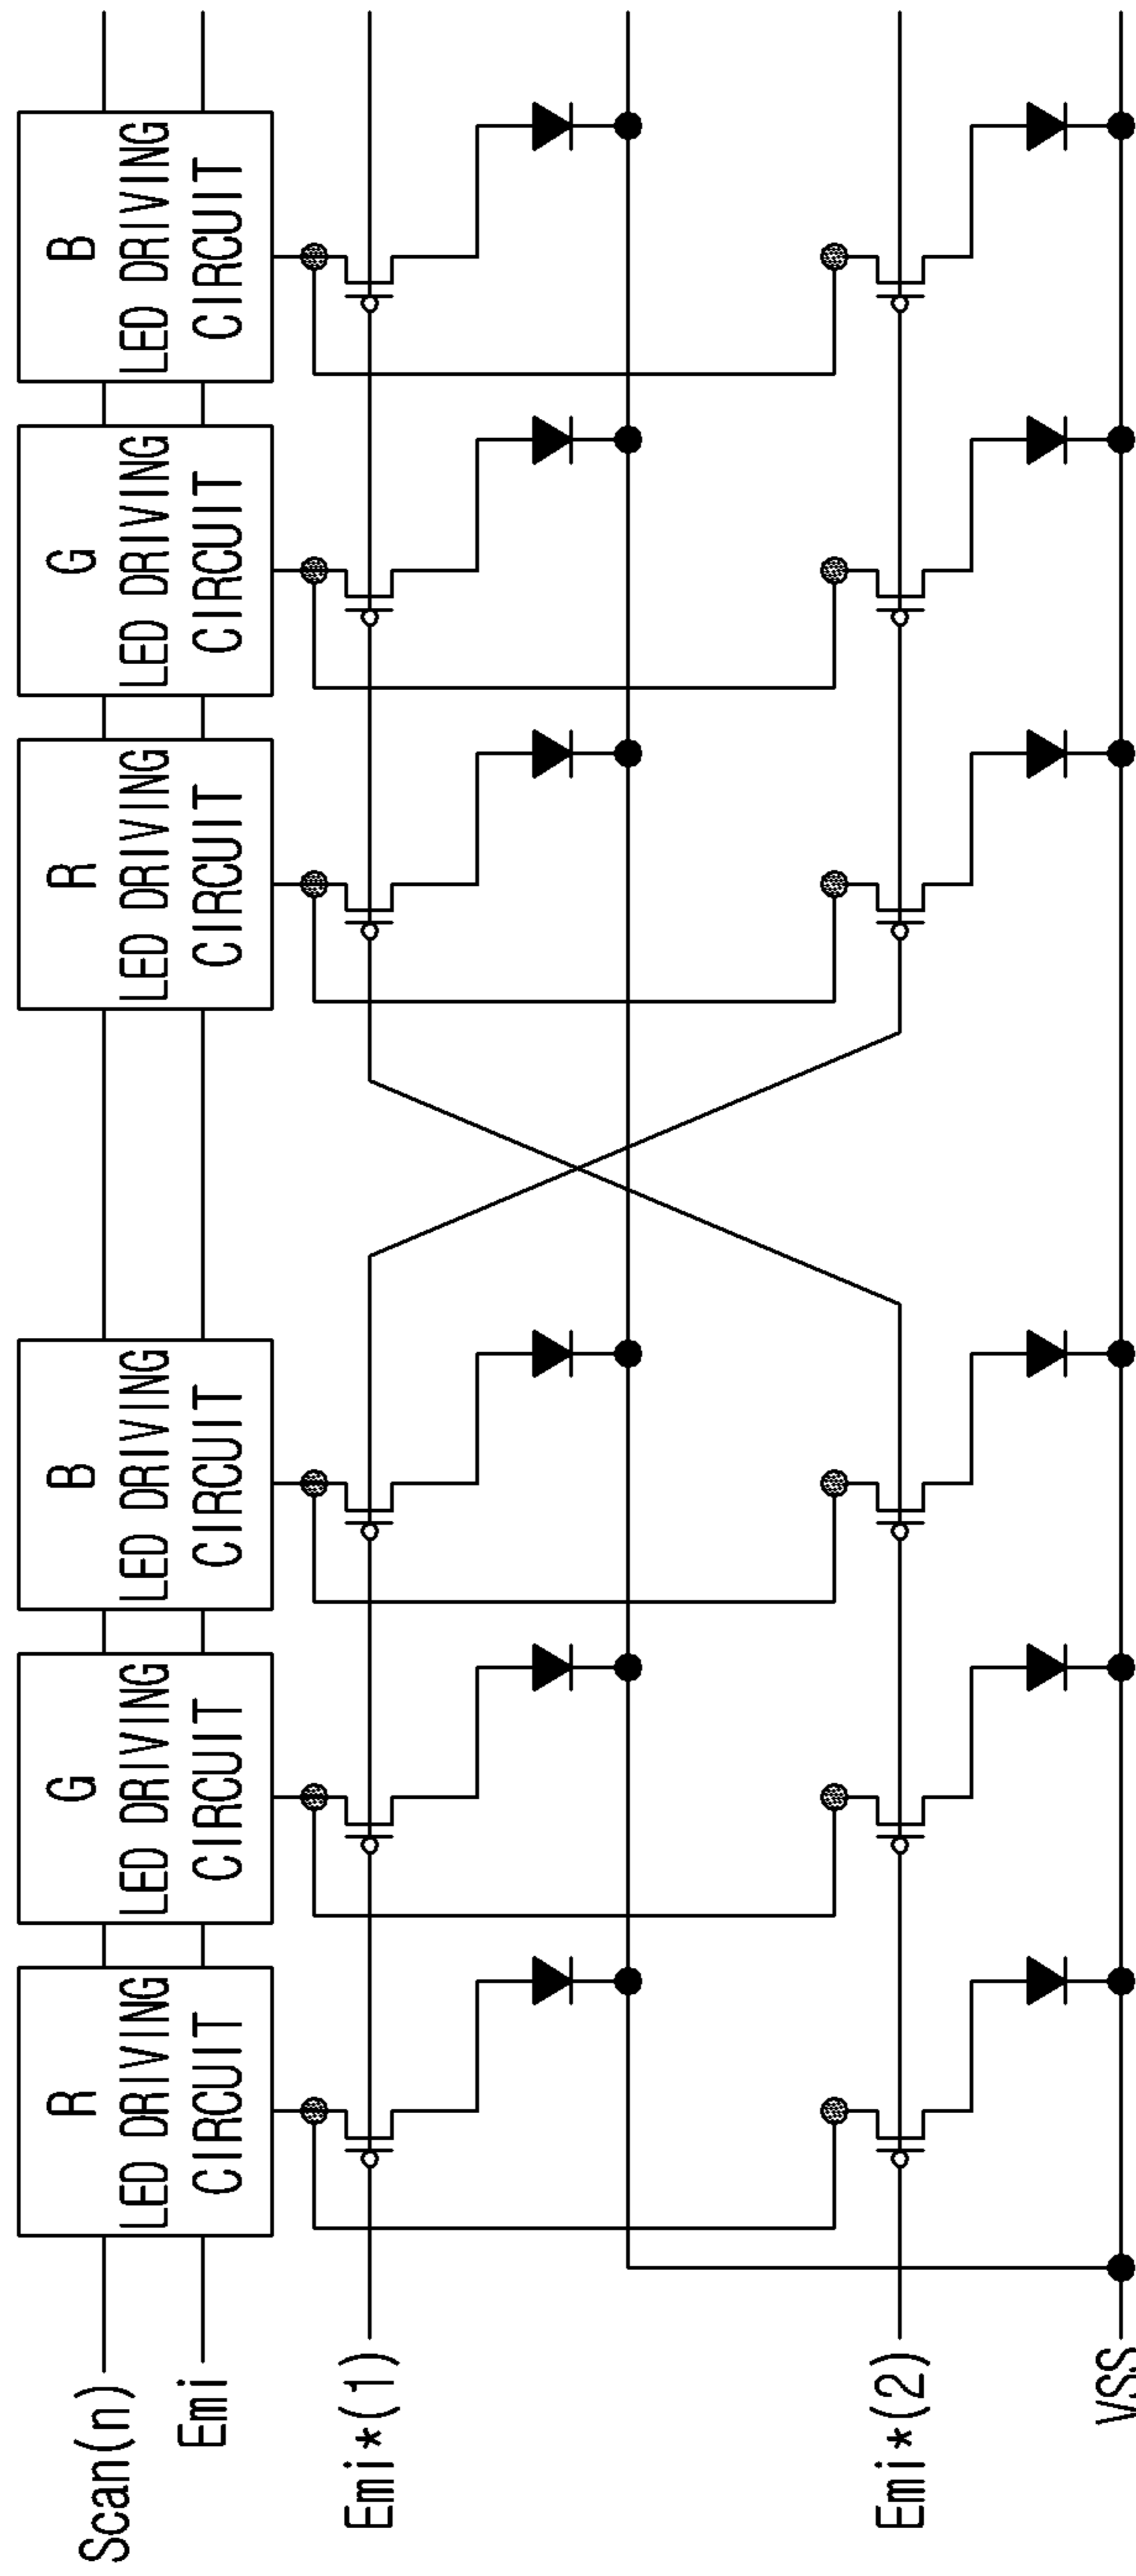 R
LED DRIVING
CIRCUIT
G
LED DRIVING
CIRCUIT
B
LED DRIVING
CIRCUIT
R
LED DRIVING
CIRCUIT
G
LED DRIVING
CIRCUIT
B
LED DRIVING
CIRCUIT
Scan(n)
Emi
Emi*(1)
Emi*(2)
VSS